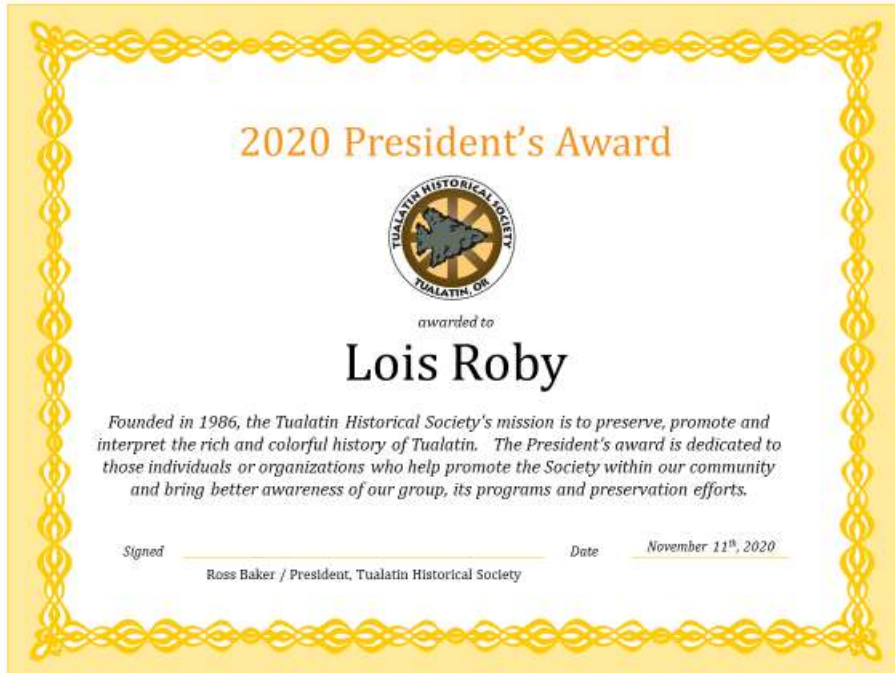 2020 President's Award
TUALATIN HISTORICAL SOCIETY
TUALATIN, OR
awarded to
Lois Roby
Founded in 1986, the Tualatin Historical Society's mission is to preserve, promote and
interpret the rich and colorful history of Tualatin.   The President's award is dedicated to
those individuals or organizations who help promote the Society within our community
and bring better awareness of our group, its programs and preservation efforts.
Signed Date November 11th, 2020
Ross Baker / President, Tualatin Historical Society